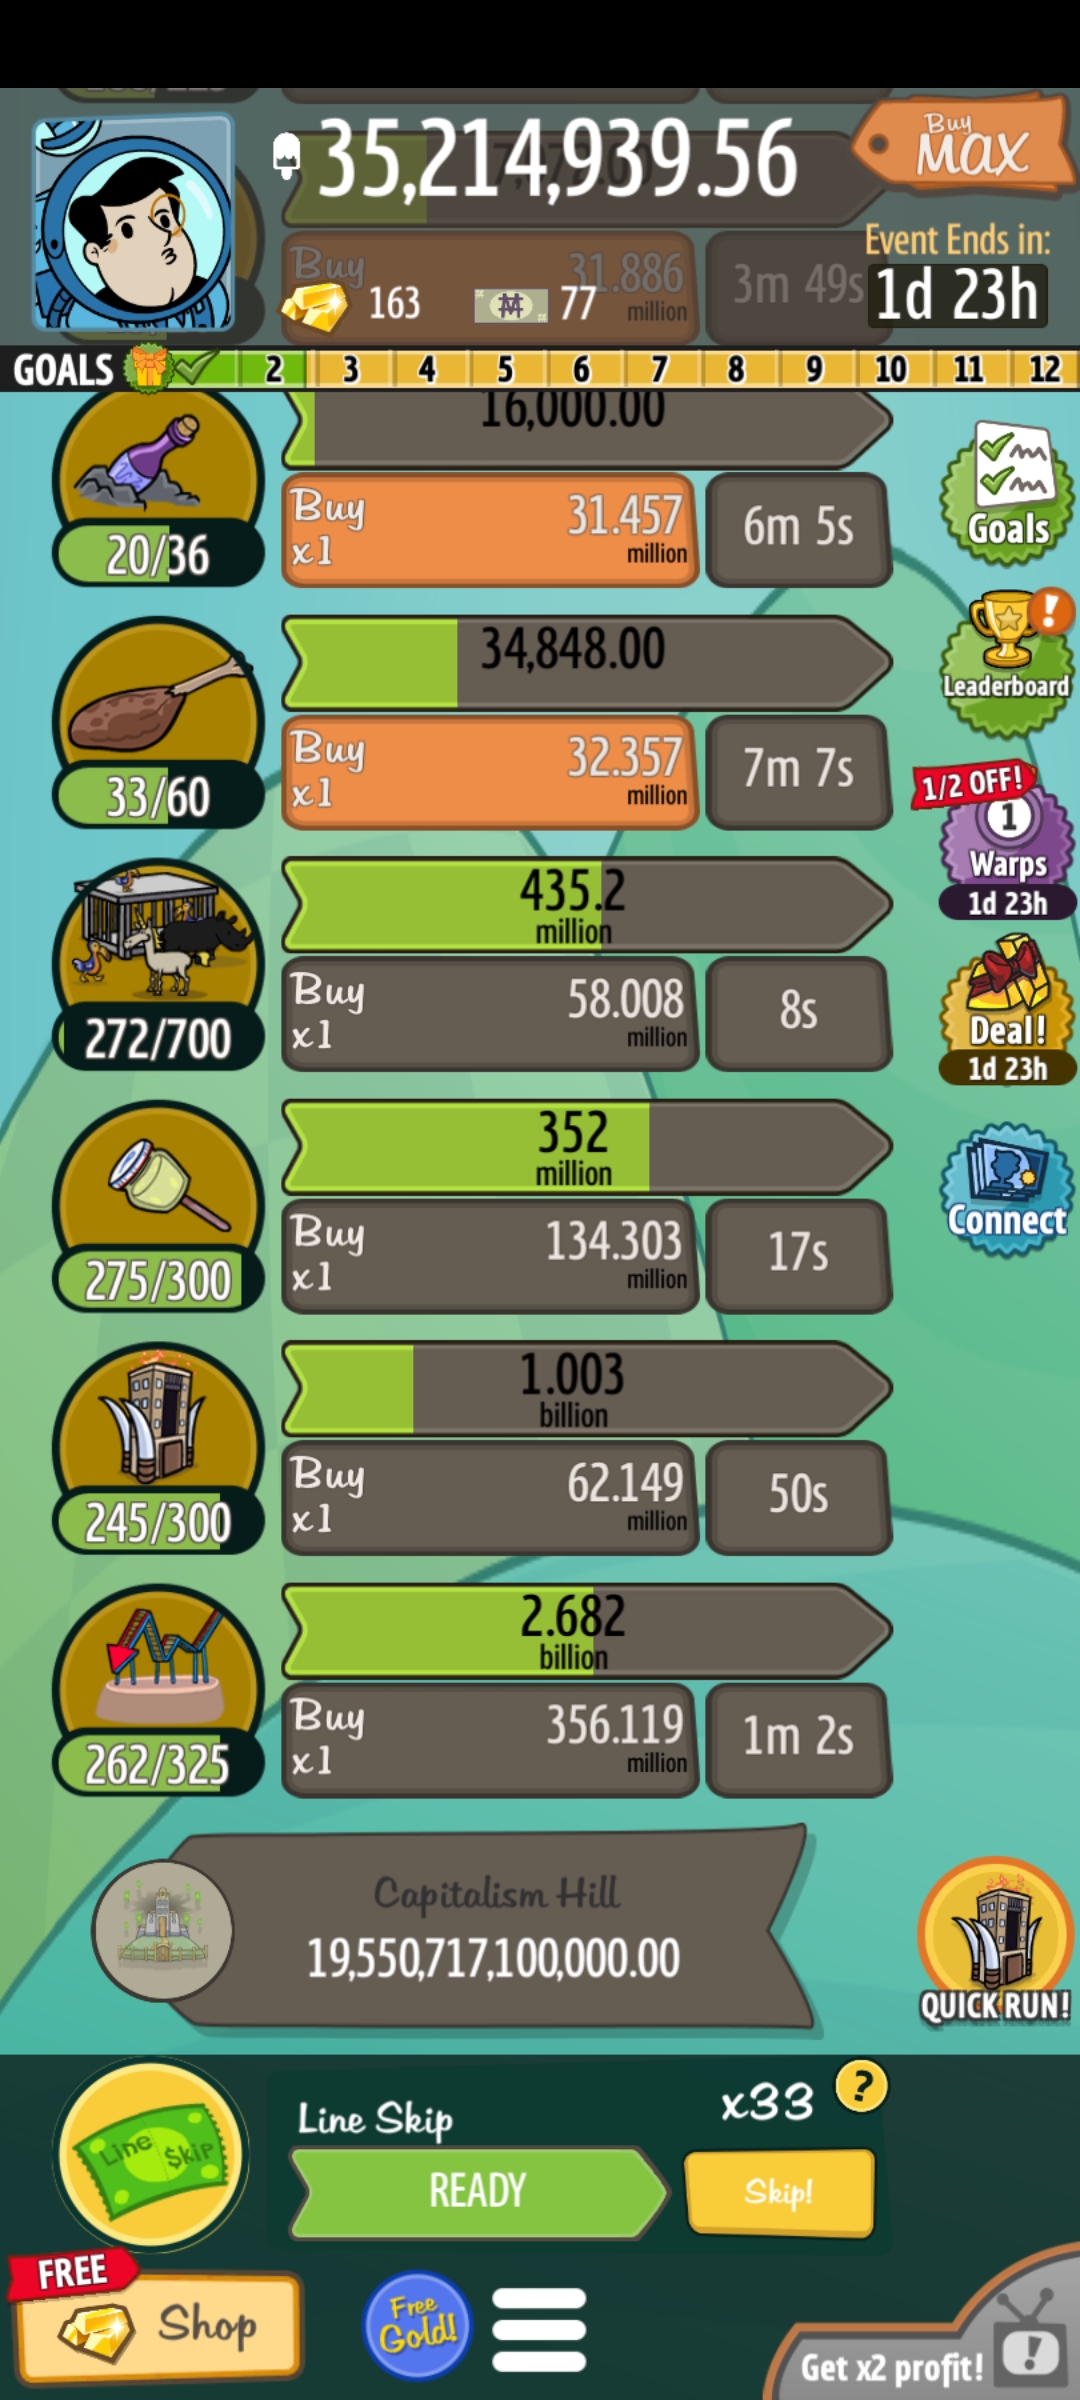 35,214,939.56
Buy
MAX
Buy
31.886
million
3m 49s
163
77
Event Ends in:
1d 23h
GOALS
2
3
4
5
6
7
8
9
10
11
12
16,000.00
20/36
Buy
x1
31.457
million
6m 5s
Goals
34,848.00
33/60
Buy
x1
32.357
million
7m 7s
Leaderboard
!
1/2 OFF!
1
Warps
1d 23h
435.2
million
272/700
Buy
x1
58.008
million
8s
Deal!
1d 23h
352
million
275/300
Buy
x1
134.303
million
17s
Connect
1.003
billion
245/300
Buy
x1
62.149
million
50s
2.682
billion
262/325
Buy
x1
356.119
million
1m 2s
Capitalism Hill
19,550,717,100,000.00
QUICK RUN!
Line $kip
Line Skip
x33
?
READY
Skip!
FREE
Shop
Free
Gold!
Get x2 profit!
!